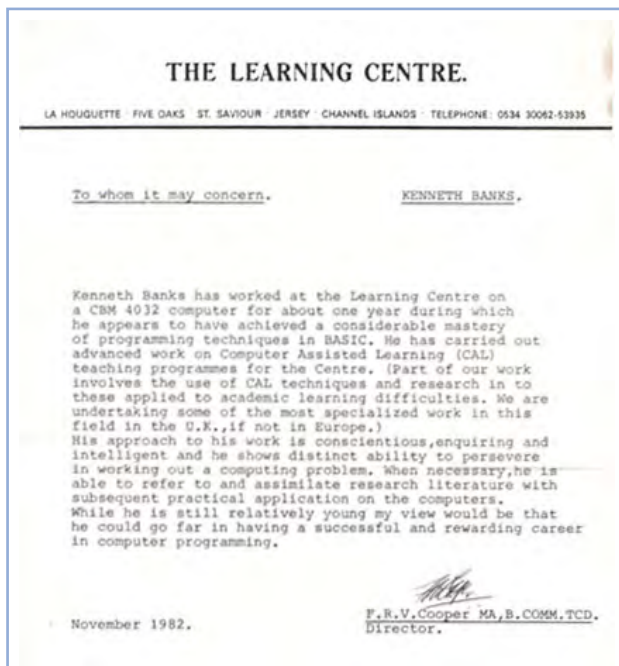 THE LEARNING CENTRE.
LA HOUGUETTE · FIVE OAKS · ST. SAVIOUR · JERSEY · CHANNEL ISLANDS · TELEPHONE: 0534 30062-53935
To whom it may concern. KENNETH BANKS.
Kenneth Banks has worked at the Learning Centre on
a CBM 4032 computer for about one year during which
he appears to have achieved a considerable mastery
of programming techniques in BASIC. He has carried out
advanced work on Computer Assisted Learning (CAL)
teaching programmes for the Centre. (Part of our work
involves the use of CAL techniques and research in to
these applied to academic learning difficulties. We are
undertaking some of the most specialized work in this
field in the U.K.,if not in Europe.)
His approach to his work is conscientious,enquiring and
intelligent and he shows distinct ability to persevere
in working out a computing problem. When necessary,he is
able to refer to and assimilate research literature with
subsequent practical application on the computers.
While he is still relatively young my view would be that
he could go far in having a successful and rewarding career
in computer programming.
F.R.V.Cooper MA,B.COMM.TCD.
November 1982. Director.